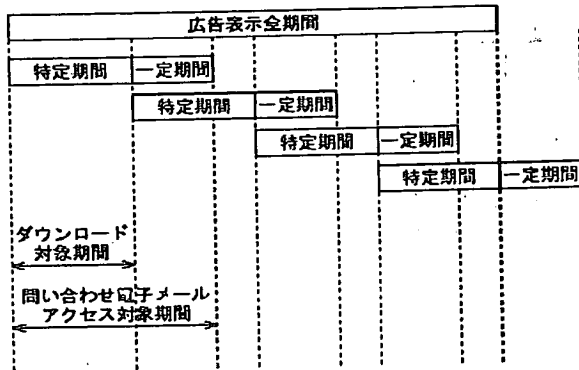 広告表示全期間
特定期間 一定期間
特定期間 一定期間
特定期間 一定期間
特定期間 一定期間
ダウンロード
対象期間
問い合わせ電子メール
アクセス対象期間